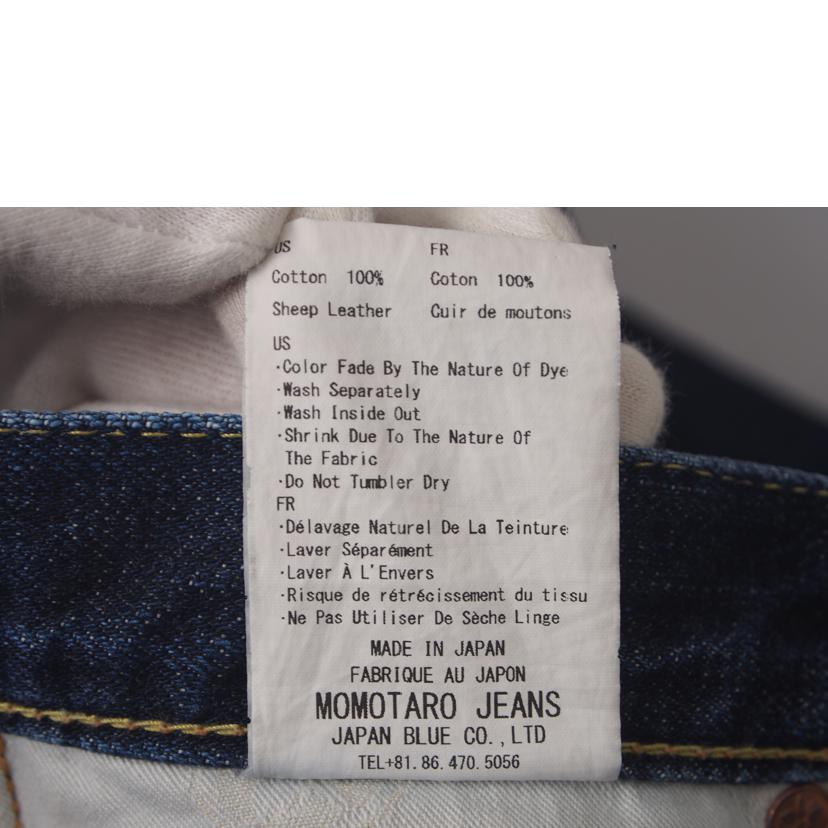 US FR
Cotton 100% Coton 100%
Sheep Leather Cuir de moutons
US
·Color Fade By The Nature Of Dye
·Wash Separately
·Wash Inside Out
·Shrink Due To The Nature Of
The Fabric
·Do Not Tumbler Dry
FR
·Délavage Naturel De La Teinture
·Laver Séparément
·Laver À L'Envers
·Risque de rétrécissement du tissu
·Ne Pas Utiliser De Sèche Linge
MADE IN JAPAN
FABRIQUE AU JAPON
MOMOTARO JEANS
JAPAN BLUE CO.,LTD
TEL+81.86.470.5056